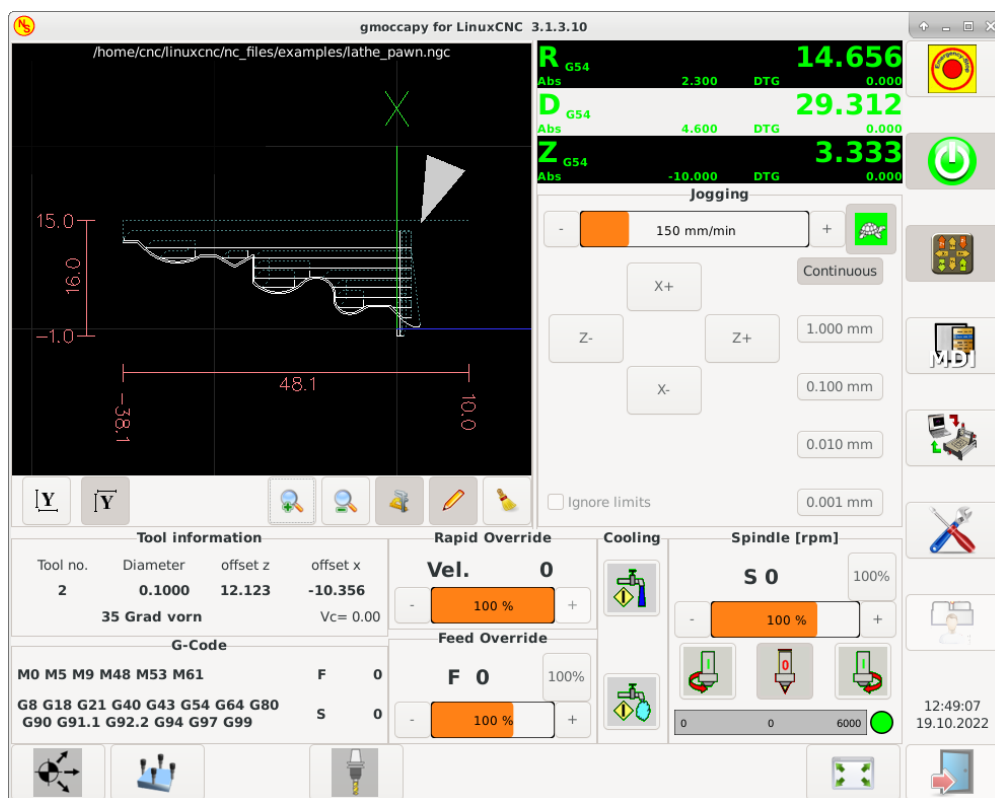 gmoccapy for LinuxCNC 3.1.3.10
/home/cnc/linuxcnc/nc_files/examples/lathe_pawn.ngc
X
15.0
16.0
-1.0
48.1
-38.1
10.0
R G54 14.656
Abs 2.300 DTG 0.000
D G54 29.312
Abs 4.600 DTG 0.000
Z G54 3.333
Abs -10.000 DTG 0.000
Jogging
- 150 mm/min +
Continuous
X+
1.000 mm
Z- Z+
0.100 mm
X-
0.010 mm
Ignore limits 0.001 mm
Emergency-Stop
MDI
Y
Y
Tool information
Tool no. Diameter offset z offset x
2 0.1000 12.123 -10.356
35 Grad vorn Vc= 0.00
G-Code
M0 M5 M9 M48 M53 M61 F 0
G8 G18 G21 G40 G43 G54 G64 G80
G90 G91.1 G92.2 G94 G97 G99 S 0
Rapid Override
Vel. 0
- 100 % +
Feed Override
F 0 100%
- 100 % +
Cooling
Spindle [rpm]
S 0 100%
- 100 % +
I 0 I
0 0 6000
1
12:49:07
19.10.2022